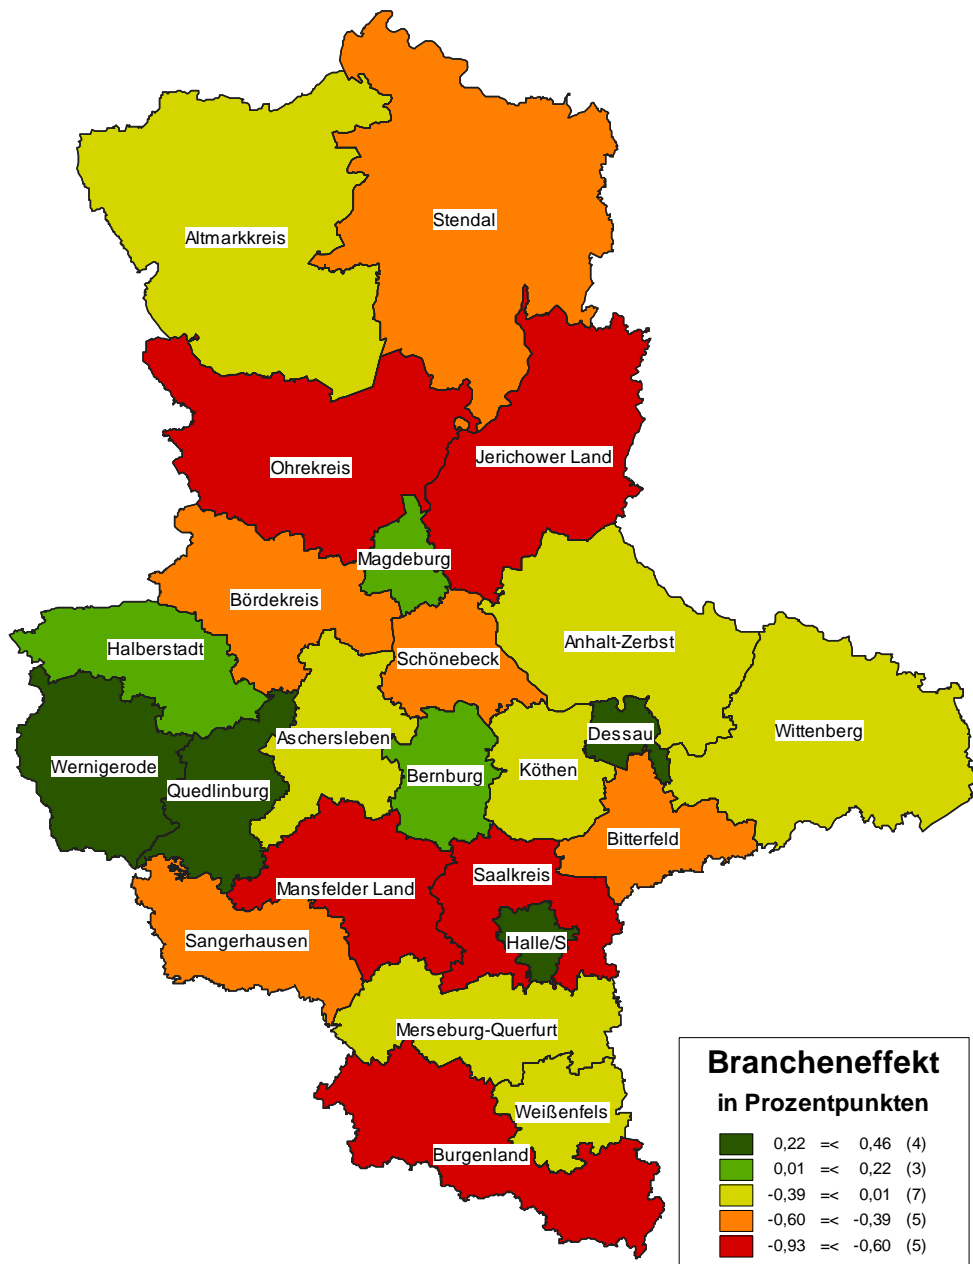 Stendal
Altmarkkreis
Jerichower Land
Ohrekreis
Magdeburg
Bördekreis
Anhalt-Zerbst
Halberstadt
Schönebeck
Wittenberg
Dessau
Aschersleben
Wernigerode
Köthen
Bernburg
Quedlinburg
Bitterfeld
Saalkreis
Mansfelder Land
Sangerhausen
Halle/S
Merseburg-Querfurt
Weißenfels
Burgenland
Brancheneffekt
in Prozentpunkten
0,22 =< 0,46 (4)
0,01 =< 0,22 (3)
-0,39 =< 0,01 (7)
-0,60 =< -0,39 (5)
-0,93 =< -0,60 (5)